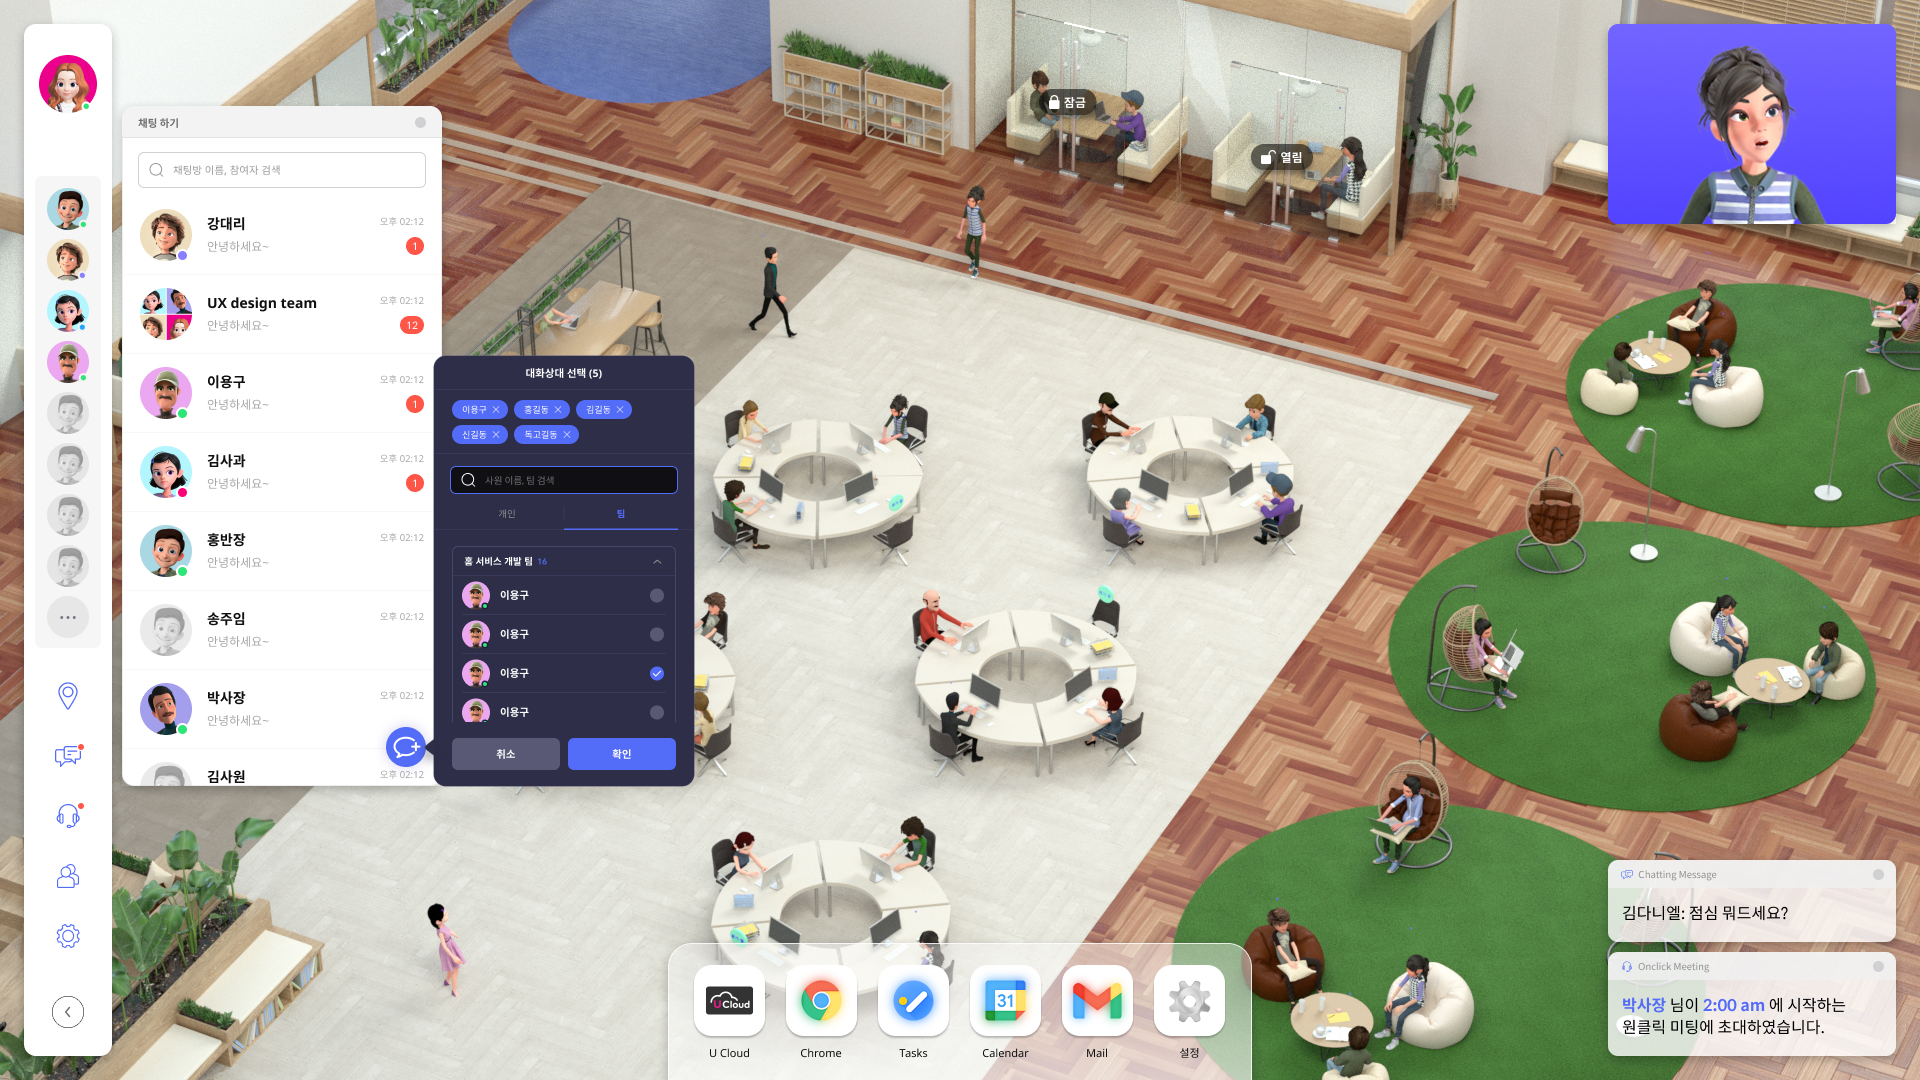 채팅 하기
채팅방 이름, 참여자 검색
강대리
오후 02:12
안녕하세요~
1
UX design team
오후 02:12
안녕하세요~
12
이용구
오후 02:12
안녕하세요~
1
김사과
오후 02:12
안녕하세요~
1
홍반장
오후 02:12
안녕하세요~
송주임
오후 02:12
안녕하세요~
박사장
오후 02:12
안녕하세요~
김사원
오후 02:12
대화상대 선택 (5)
이용구
홍길동
김길동
신길동
독고길동
사원 이름, 팀 검색
개인
팀
홈 서비스 개발 팀 16
이용구
이용구
이용구
이용구
취소
확인
잠금
열림
Chatting Message
김다니엘: 점심 뭐드세요?
Onclick Meeting
박사장 님이 2:00 am 에 시작하는
원클릭 미팅에 초대하였습니다.
UCloud
31
U Cloud
Chrome
Tasks
Calendar
Mail
설정